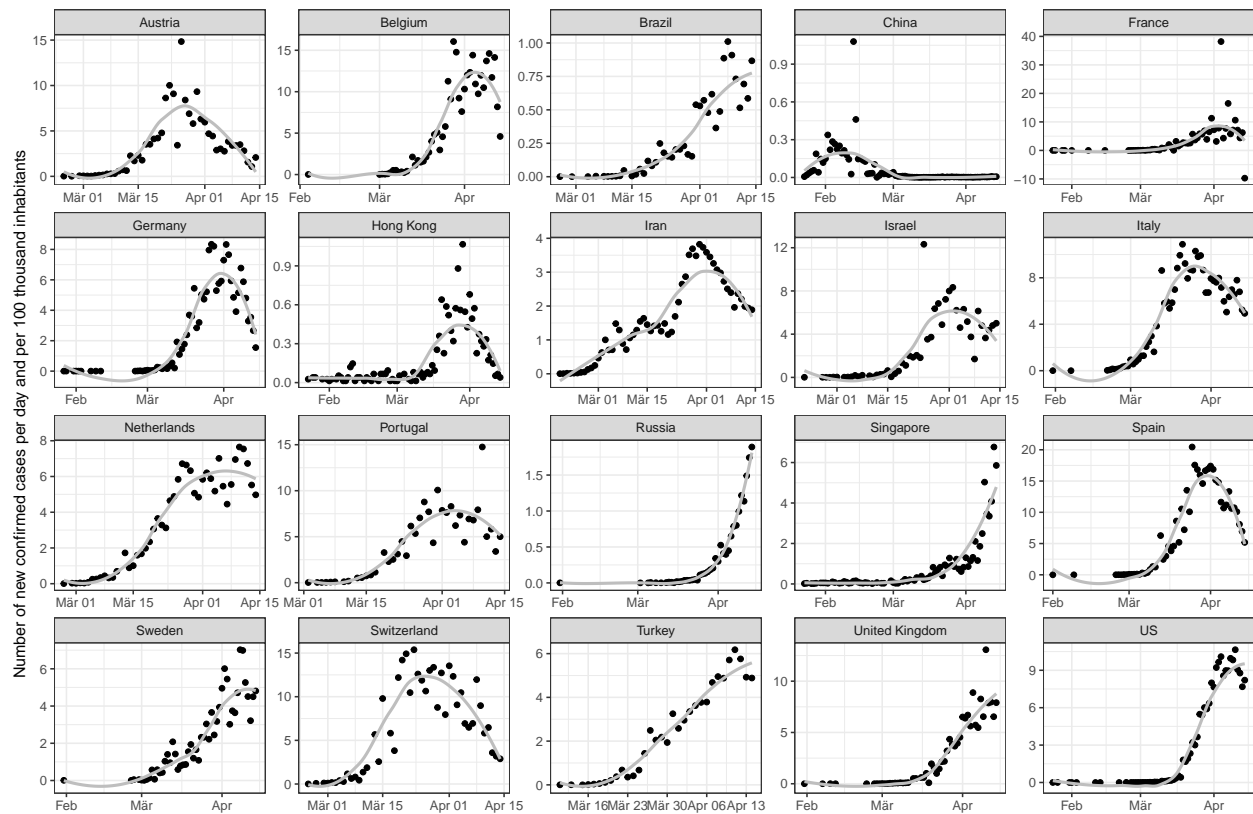 Number of new confirmed cases per day and per 100 thousand inhabitants
Austria
15
10
5
0
Mär 01 Mär 15 Apr 01 Apr 15
Belgium
15
10
5
0
Feb Mär Apr
Brazil
1.00
0.75
0.50
0.25
0.00
Mär 01 Mär 15 Apr 01 Apr 15
China
0.9
0.6
0.3
0.0
Feb Mär Apr
France
40
30
20
10
0
−10
Feb Mär Apr
Germany
8
6
4
2
0
Feb Mär Apr
Hong Kong
0.9
0.6
0.3
0.0
Feb Mär Apr
Iran
4
3
2
1
0
Mär 01 Mär 15 Apr 01 Apr 15
Israel
12
8
4
0
Mär 01 Mär 15 Apr 01 Apr 15
Italy
8
4
0
Feb Mär Apr
Netherlands
8
6
4
2
0
Mär 01 Mär 15 Apr 01 Apr 15
Portugal
15
10
5
0
Mär 01 Mär 15 Apr 01 Apr 15
Russia
1.5
1.0
0.5
0.0
Feb Mär Apr
Singapore
6
4
2
0
Feb Mär Apr
Spain
20
15
10
5
0
Feb Mär Apr
Sweden
6
4
2
0
Feb Mär Apr
Switzerland
15
10
5
0
Mär 01 Mär 15 Apr 01 Apr 15
Turkey
6
4
2
0
Mär 16 Mär 23 Mär 30 Apr 06 Apr 13
United Kingdom
10
5
0
Feb Mär Apr
US
9
6
3
0
Feb Mär Apr